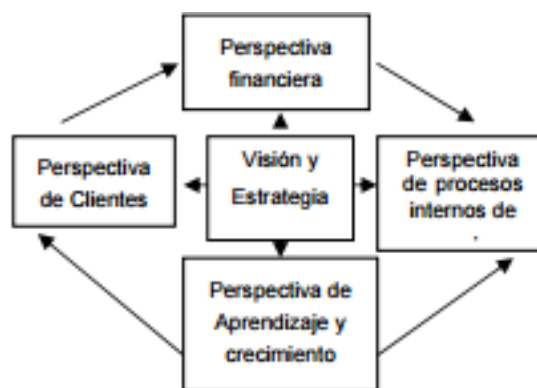 Perspectiva
financiera
Perspectiva
de Clientes
Visión y
Estrategia
Perspectiva
de procesos
internos de
.
Perspectiva de
Aprendizaje y
crecimiento